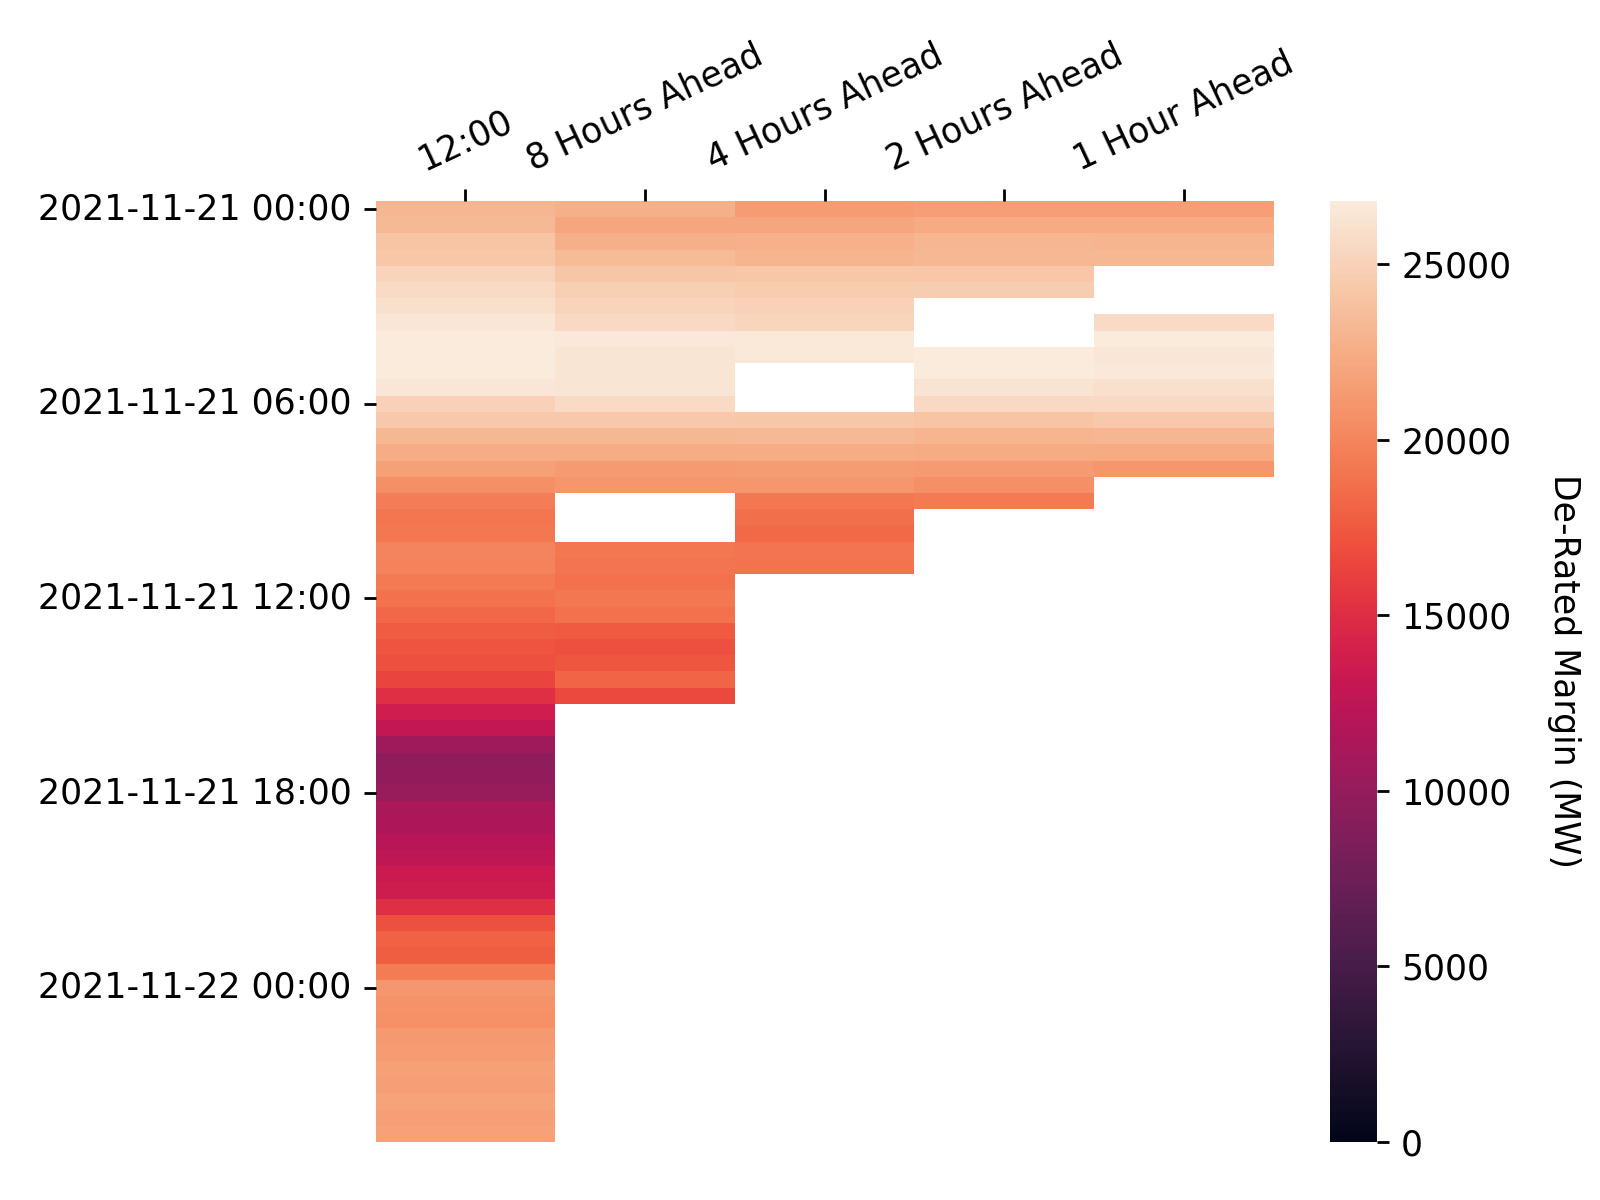 12:00
8 Hours Ahead
4 Hours Ahead
2 Hours Ahead
1 Hour Ahead
2021-11-21 00:00
2021-11-21 06:00
2021-11-21 12:00
2021-11-21 18:00
2021-11-22 00:00
25000
20000
15000
10000
5000
0
De-Rated Margin (MW)